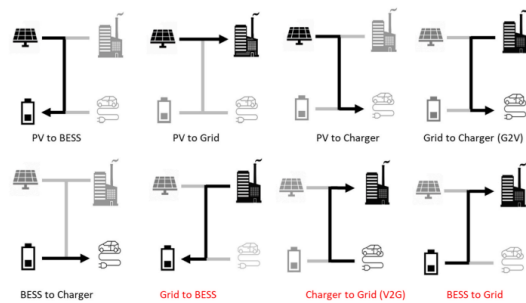 PV to BESS
PV to Grid
PV to Charger
Grid to Charger (G2V)
BESS to Charger
Grid to BESS
Charger to Grid (V2G)
BESS to Grid